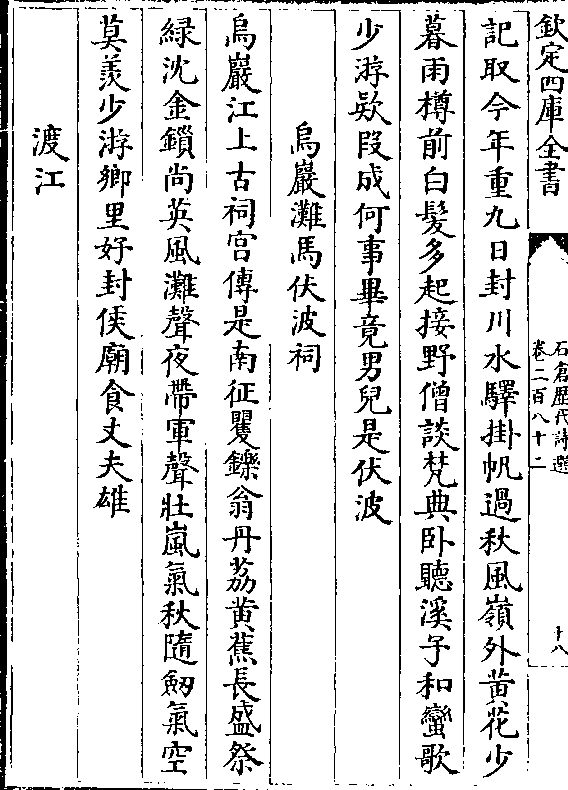 欽定四庫全書
石倉歷代詩選
卷二百八十二
十八
記取今年重九日封川水驛掛帆過秋風嶺外黃花少
暮雨樽前白髮多起接野僧談梵典卧聽溪子和蠻歌
少游欵段成何事畢竟男兒是伏波
烏巖灘馬伏波祠
烏巖江上古祠宫傳是南征矍鑠翁丹荔黄蕉長盛祭
緑沈金鎖尚英風灘聲夜帶軍聲壯嵐氣秋隨劒氣空
莫羨少游鄉里好封侯廟食丈夫雄
渡江